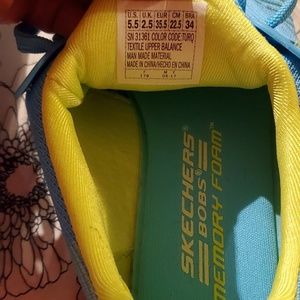 U.S. U.K. EUR CM BRA
5.5 2.5 35.5 22.5 34
SN 31361 COLOR CODE:TURQ
TEXTILE UPPER BALANCE
MAN MADE MATERIAL
MADE IN CHINA/HECHO EN CHINA
SKECHERS
BOBS
MEMORY FOAM